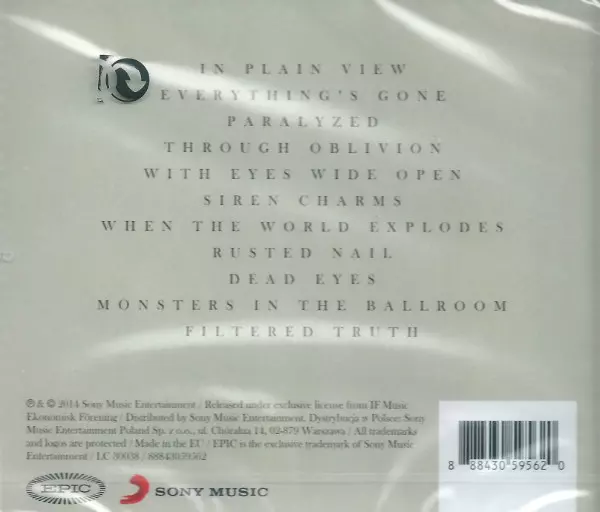 IN PLAIN VIEW
EVERYTHING'S GONE
PARALYZED
THROUGH OBLIVION
WITH EYES WIDE OPEN
SIREN CHARMS
WHEN THE WORLD EXPLODES
RUSTED NAIL
DEAD EYES
MONSTERS IN THE BALLROOM
FILTERED TRUTH
℗ & © 2014 Sony Music Entertainment / Released under exclusive license from IF Music
Ekonomisk Förening / Distributed by Sony Music Entertainment. Dystrybucja w Polsce: Sony
Music Entertainment Poland Sp. z o.o., ul. Chściałta 14, 02-879 Warszawa / All trademarks
and logos are protected / Made in the EU / EPIC is the exclusive trademark of Sony Music
Entertainment / LC 30038 / 88843059562
8 88430 59562 0
EPIC
SONY MUSIC